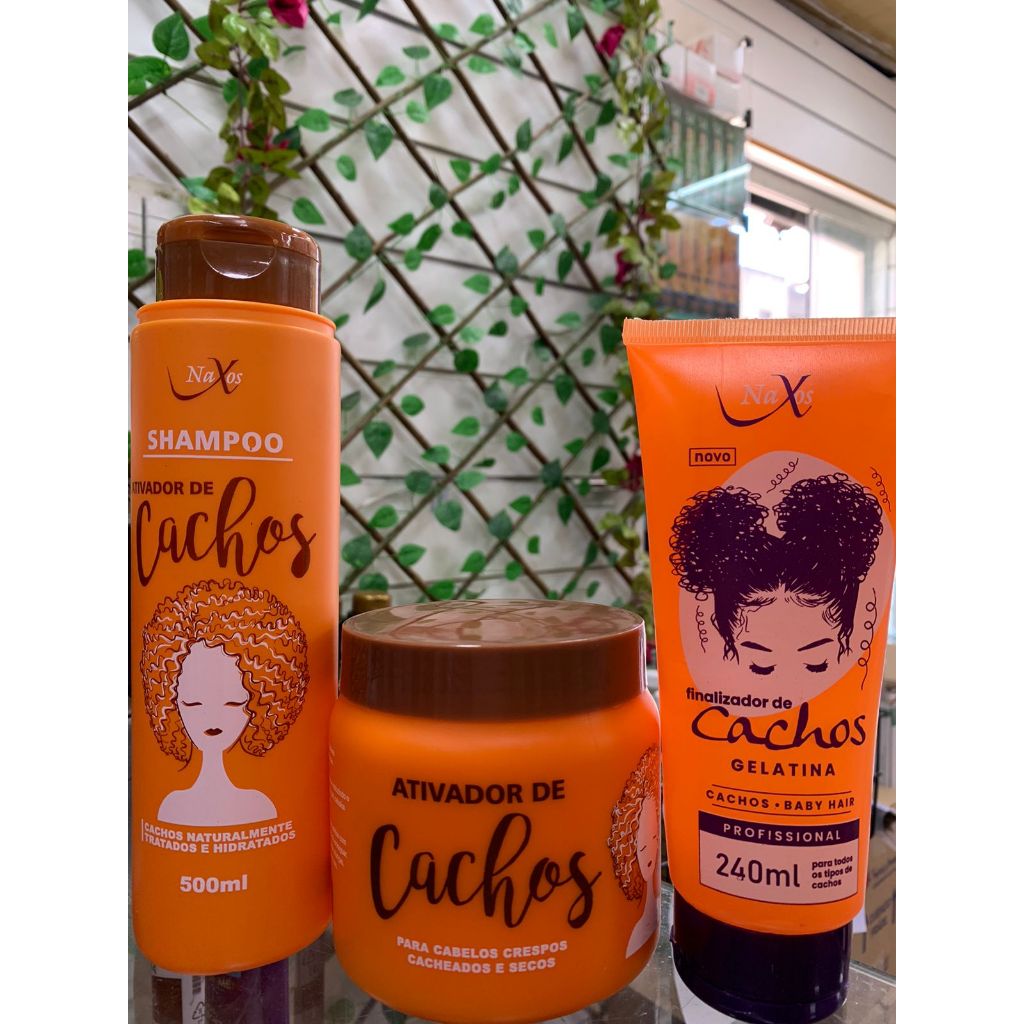 NaXos
SHAMPOO
ATIVADOR DE
Cachos
CACHOS NATURALMENTE
TRATADOS E HIDRATADOS
500ml
ATIVADOR DE
Cachos
PARA CABELOS CRESPOS
CACHEADOS E SECOS
NaXos
novo
finalizador de
cachos
GELATINA
CACHOS • BABY HAIR
PROFISSIONAL
240ml
para todos
os tipos de
cachos